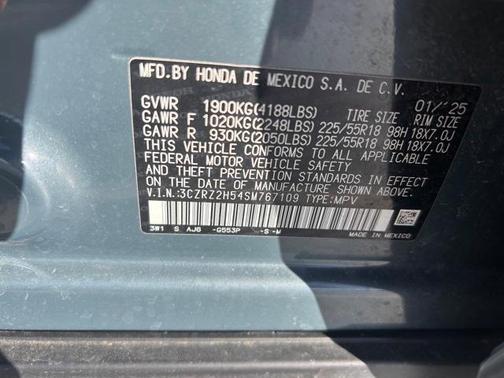 MFD.BY HONDA DE MEXICO S.A. DE C.V.
GVWR 1900KG(4188LBS) TIRE SIZE 01/'25 RIM SIZE
GAWR F 1020KG(2248LBS) 225/55R18 98H 18X7.0J
GAWR R 930KG(2050LBS) 225/55R18 98H 18X7.0J
THIS VEHICLE CONFORMS TO ALL APPLICABLE
FEDERAL MOTOR VEHICLE SAFETY
AND THEFT PREVENTION STANDARDS IN EFFECT
ON THE DATE OF MANUFACTURE SHOWN ABOVE.
V.I.N.:3CZRZ2H54SM767109 TYPE:MPV
3W1 S AJ6 -G553P -S-M MADE IN MEXICO